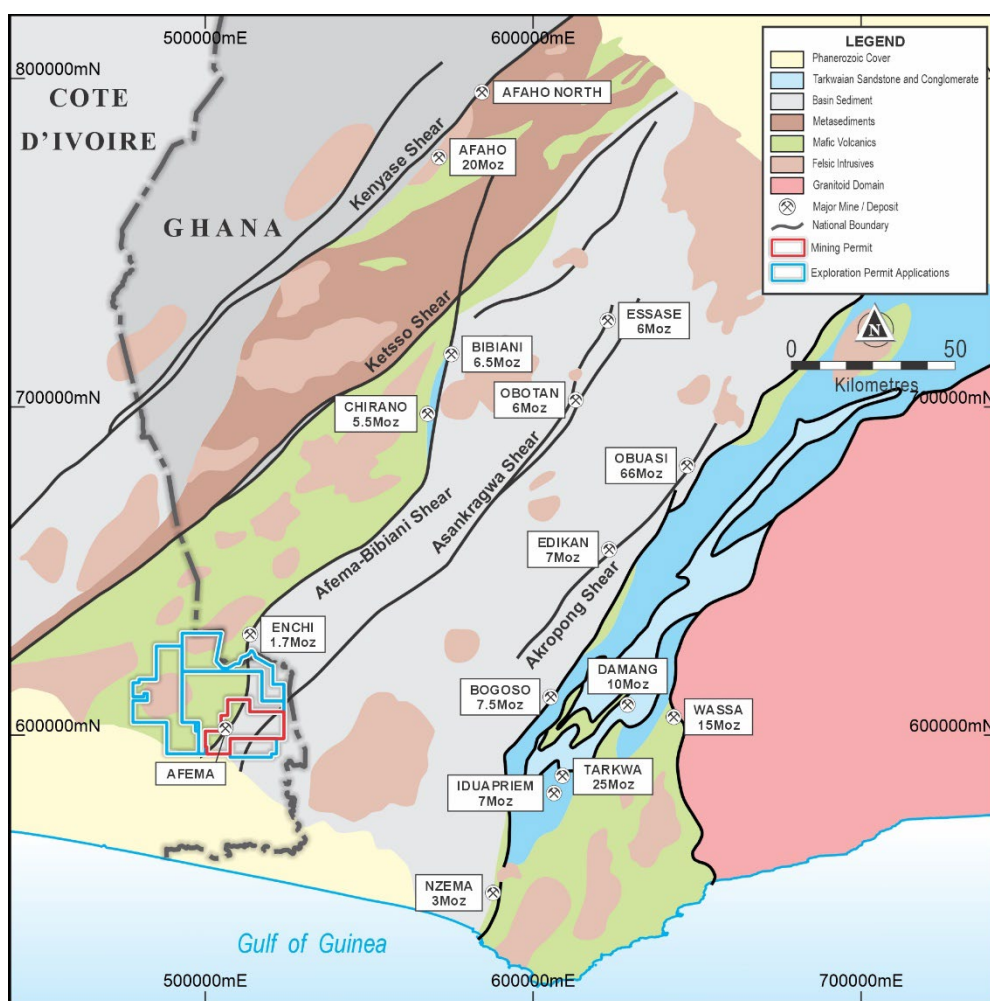 500000mE
600000mE
800000mN
COTE
D'IVOIRE
GHANA
AFAHO NORTH
AFAHO
20Moz
Kenyase Shear
Ketsso Shear
LEGEND
Phanerozoic Cover
Tarkwaian Sandstone and Conglomerate
Basin Sediment
Metasediments
Mafic Volcanics
Felsic Intrusives
Granitoid Domain
Major Mine / Deposit
National Boundary
Mining Permit
Exploration Permit Applications
N
0
50
Kilometres
ESSASE
6Moz
BIBIANI
6.5Moz
700000mN
700000mN
CHIRANO
5.5Moz
OBOTAN
6Moz
OBUASI
66Moz
Afema-Bibiani Shear
Asankragwa Shear
EDIKAN
7Moz
Akropong Shear
ENCHI
1.7Moz
BOGOSO
7.5Moz
DAMANG
10Moz
WASSA
15Moz
600000mN
600000mN
AFEMA
IDUAPRIEM
7Moz
TARKWA
25Moz
NZEMA
3Moz
Gulf of Guinea
500000mE
600000mE
700000mE